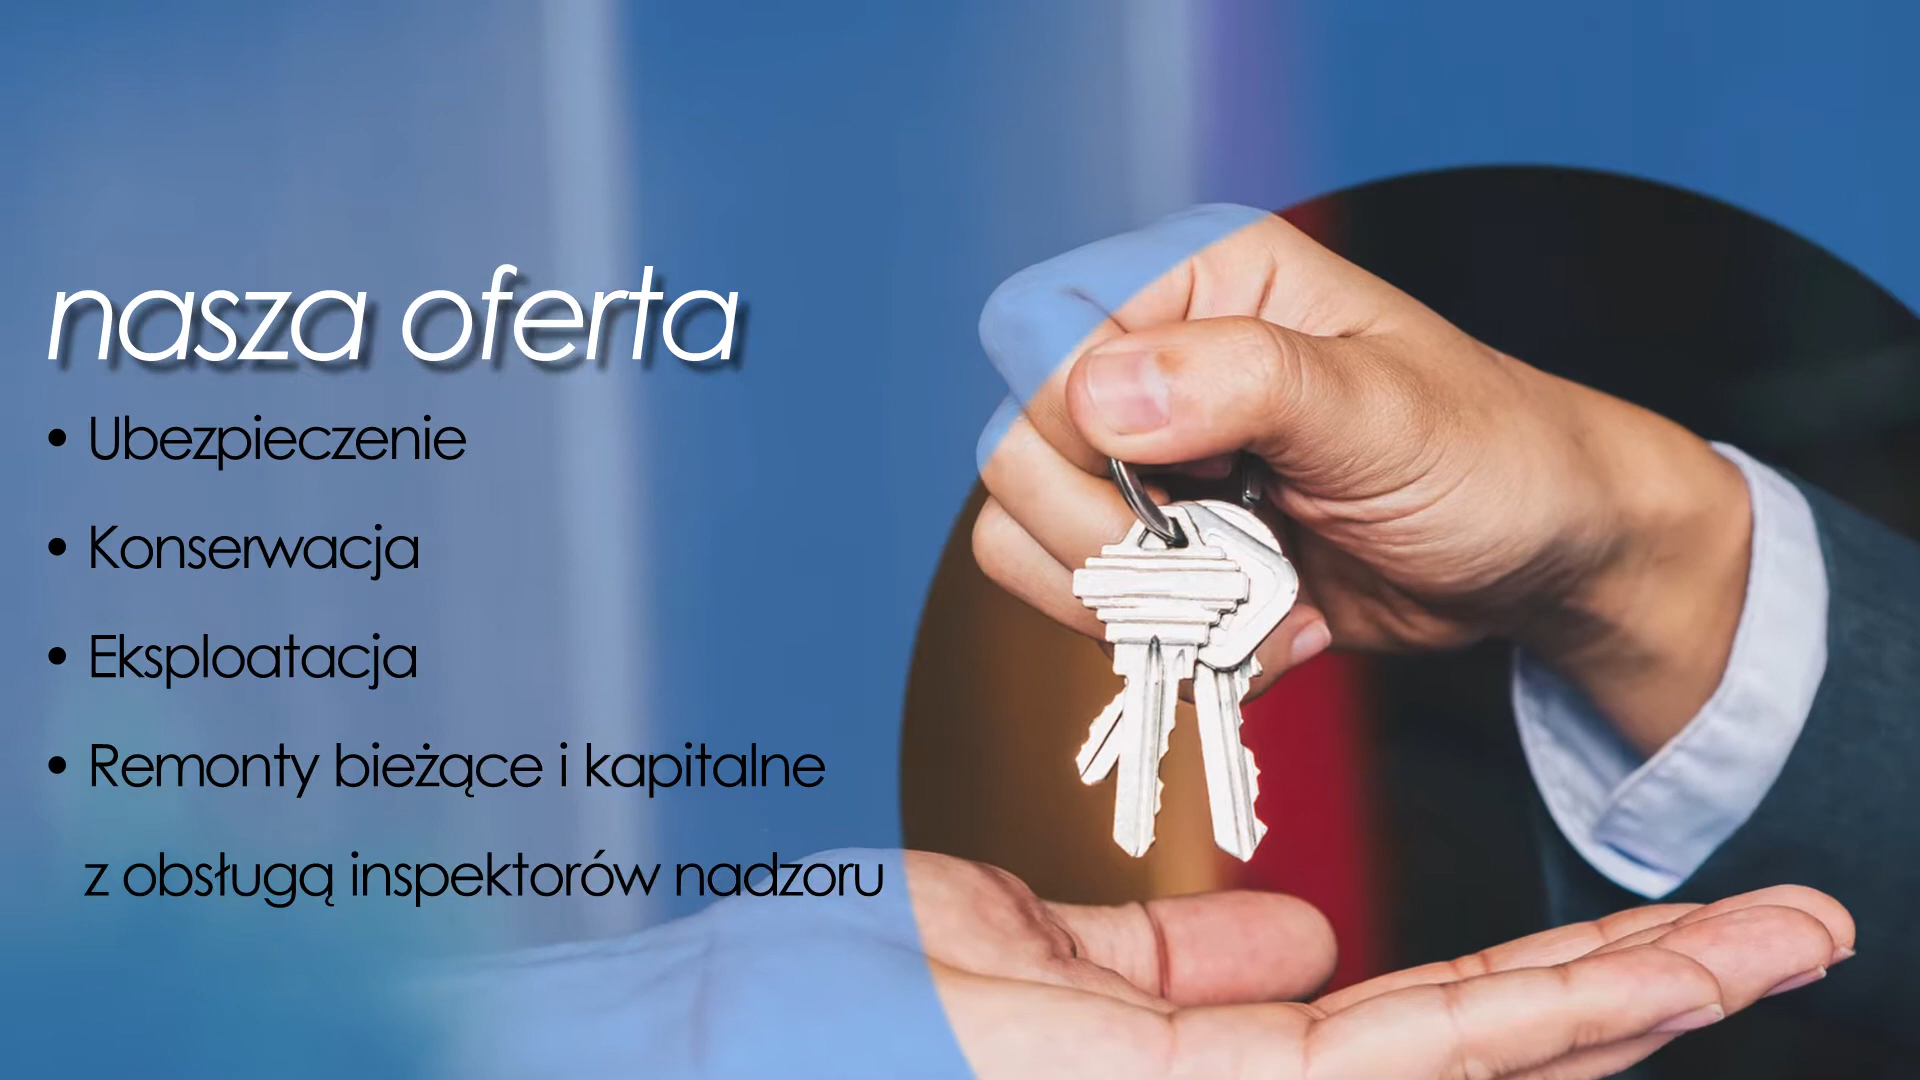 nasza oferta
• Ubezpieczenie
• Konserwacja
• Eksploatacja
• Remonty bieżące i kapitalne
z obsługą inspektorów nadzoru